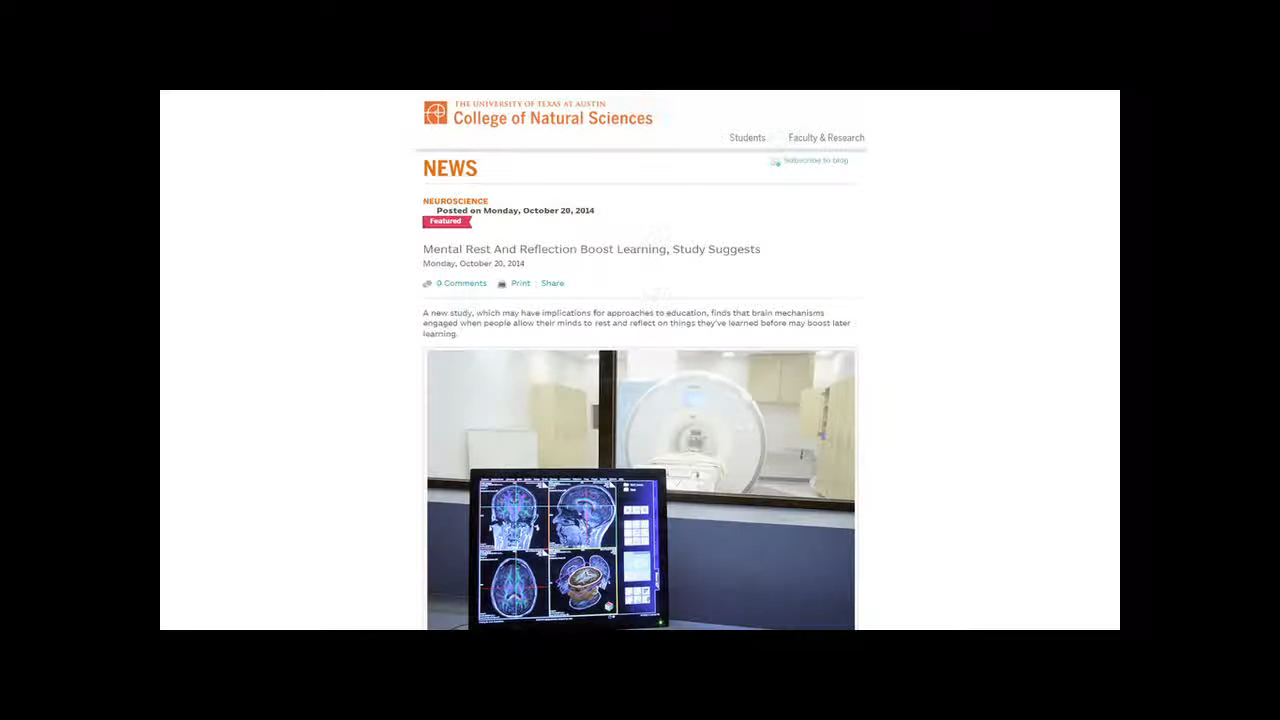 THE UNIVERSITY OF TEXAS AT AUSTIN
College of Natural Sciences
Students Faculty & Research
NEWS
Subscribe to blog
NEUROSCIENCE
Posted on Monday, October 20, 2014
Featured
Mental Rest And Reflection Boost Learning, Study Suggests
Monday, October 20, 2014
0 Comments Print Share
A new study, which may have implications for approaches to education, finds that brain mechanisms
engaged when people allow their minds to rest and reflect on things they've learned before may boost later
learning.